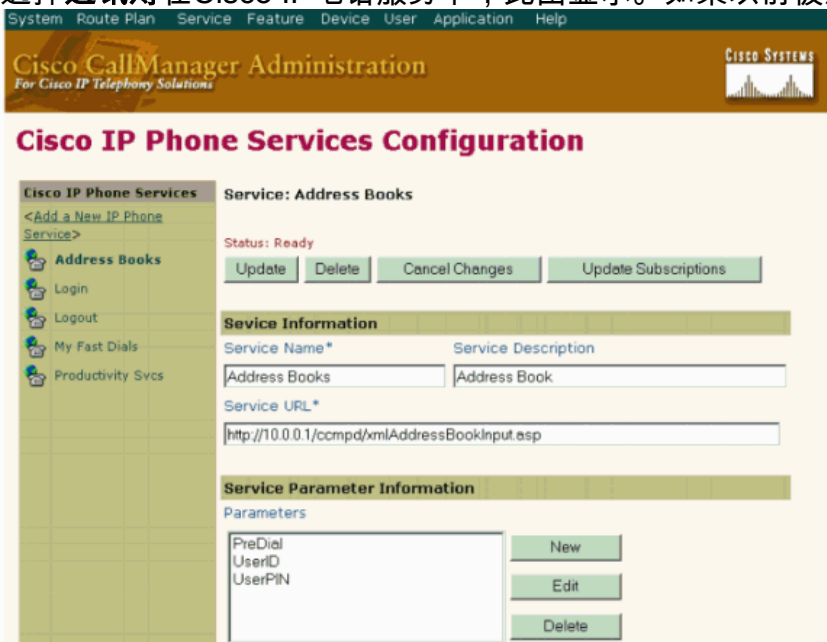 System Route Plan Service Feature Device User Application Help
Cisco CallManager Administration
For Cisco IP Telephony Solutions
CISCO SYSTEMS
Cisco IP Phone Services Configuration
Cisco IP Phone Services
<Add a New IP Phone
Service>
Address Books
Login
Logout
My Fast Dials
Productivity Svcs
Service: Address Books
Status: Ready
Update Delete Cancel Changes Update Subscriptions
Sevice Information
Service Name* Service Description
Address Books Address Book
Service URL*
http://10.0.0.1/ccmpd/xmlAddressBookInput.asp
Service Parameter Information
Parameters
PreDial
UserID
UserPIN
New
Edit
Delete